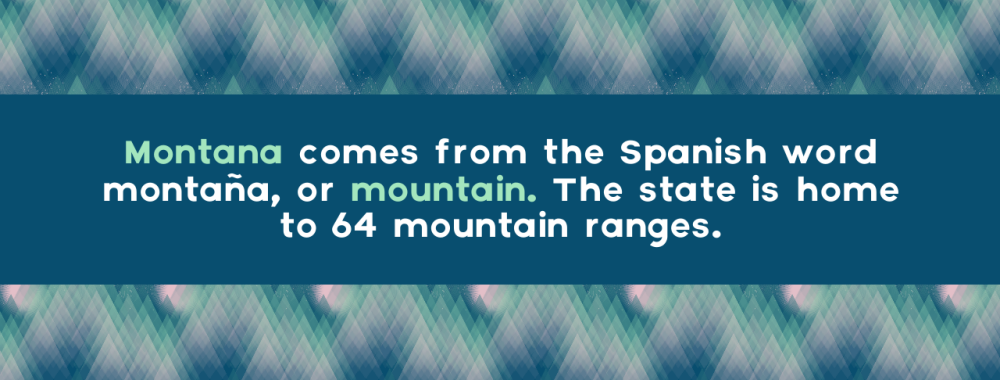 Montana comes from the Spanish word
montaña, or mountain. The state is home
to 64 mountain ranges.